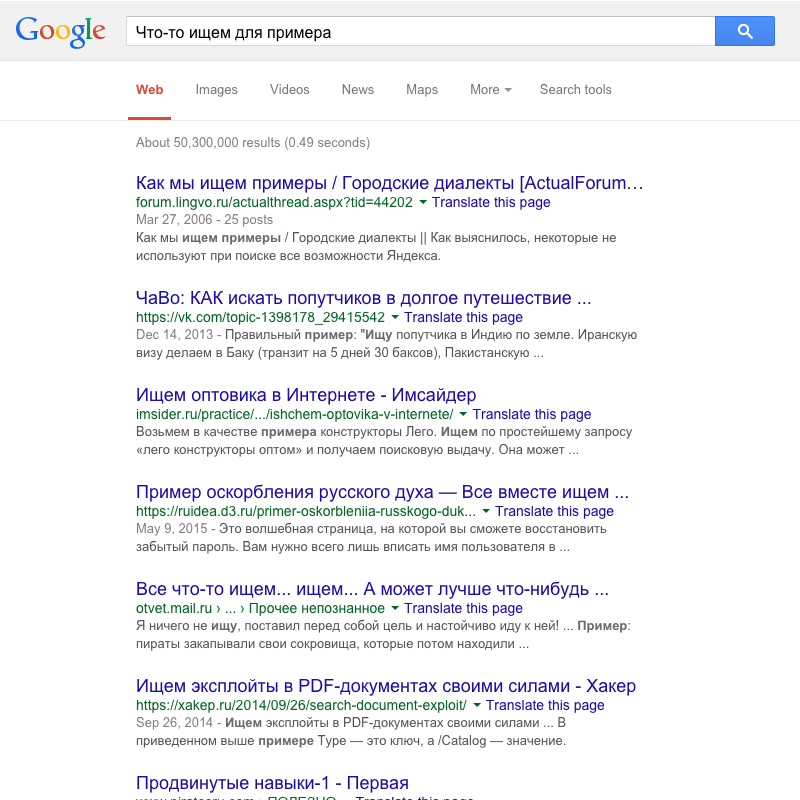 Google
Что-то ищем для примера
Web Images Videos News Maps More Search tools
About 50,300,000 results (0.49 seconds)
Как мы ищем примеры / Городские диалекты [ActualForum…
forum.lingvo.ru/actualthread.aspx?tid=44202 Translate this page
Mar 27, 2006 - 25 posts
Как мы ищем примеры / Городские диалекты || Как выяснилось, некоторые не
используют при поиске все возможности Яндекса.
ЧаВо: КАК искать попутчиков в долгое путешествие ...
https://vk.com/topic-1398178_29415542 Translate this page
Dec 14, 2013 - Правильный пример: "Ищу попутчика в Индию по земле. Иранскую
визу делаем в Баку (транзит на 5 дней 30 баксов), Пакистанскую ...
Ищем оптовика в Интернете - Имсайдер
imsider.ru/practice/.../ishchem-optovika-v-internete/ Translate this page
Возьмем в качестве примера конструкторы Лего. Ищем по простейшему запросу
«лего конструкторы оптом» и получаем поисковую выдачу. Она может ...
Пример оскорбления русского духа — Все вместе ищем ...
https://ruidea.d3.ru/primer-oskorbleniia-russkogo-duk... Translate this page
May 9, 2015 - Это волшебная страница, на которой вы сможете восстановить
забытый пароль. Вам нужно всего лишь вписать имя пользователя в ...
Все что-то ищем... ищем... А может лучше что-нибудь ...
otvet.mail.ru › ... › Прочее непознанное Translate this page
Я ничего не ищу, поставил перед собой цель и настойчиво иду к ней! ... Пример:
пираты закапывали свои сокровища, которые потом находили ...
Ищем эксплойты в PDF-документах своими силами - Хакер
https://xakep.ru/2014/09/26/search-document-exploit/ Translate this page
Sep 26, 2014 - Ищем эксплойты в PDF-документах своими силами ... В
приведенном выше примере Type — это ключ, а /Catalog — значение.
Продвинутые навыки-1 - Первая
Translate this page